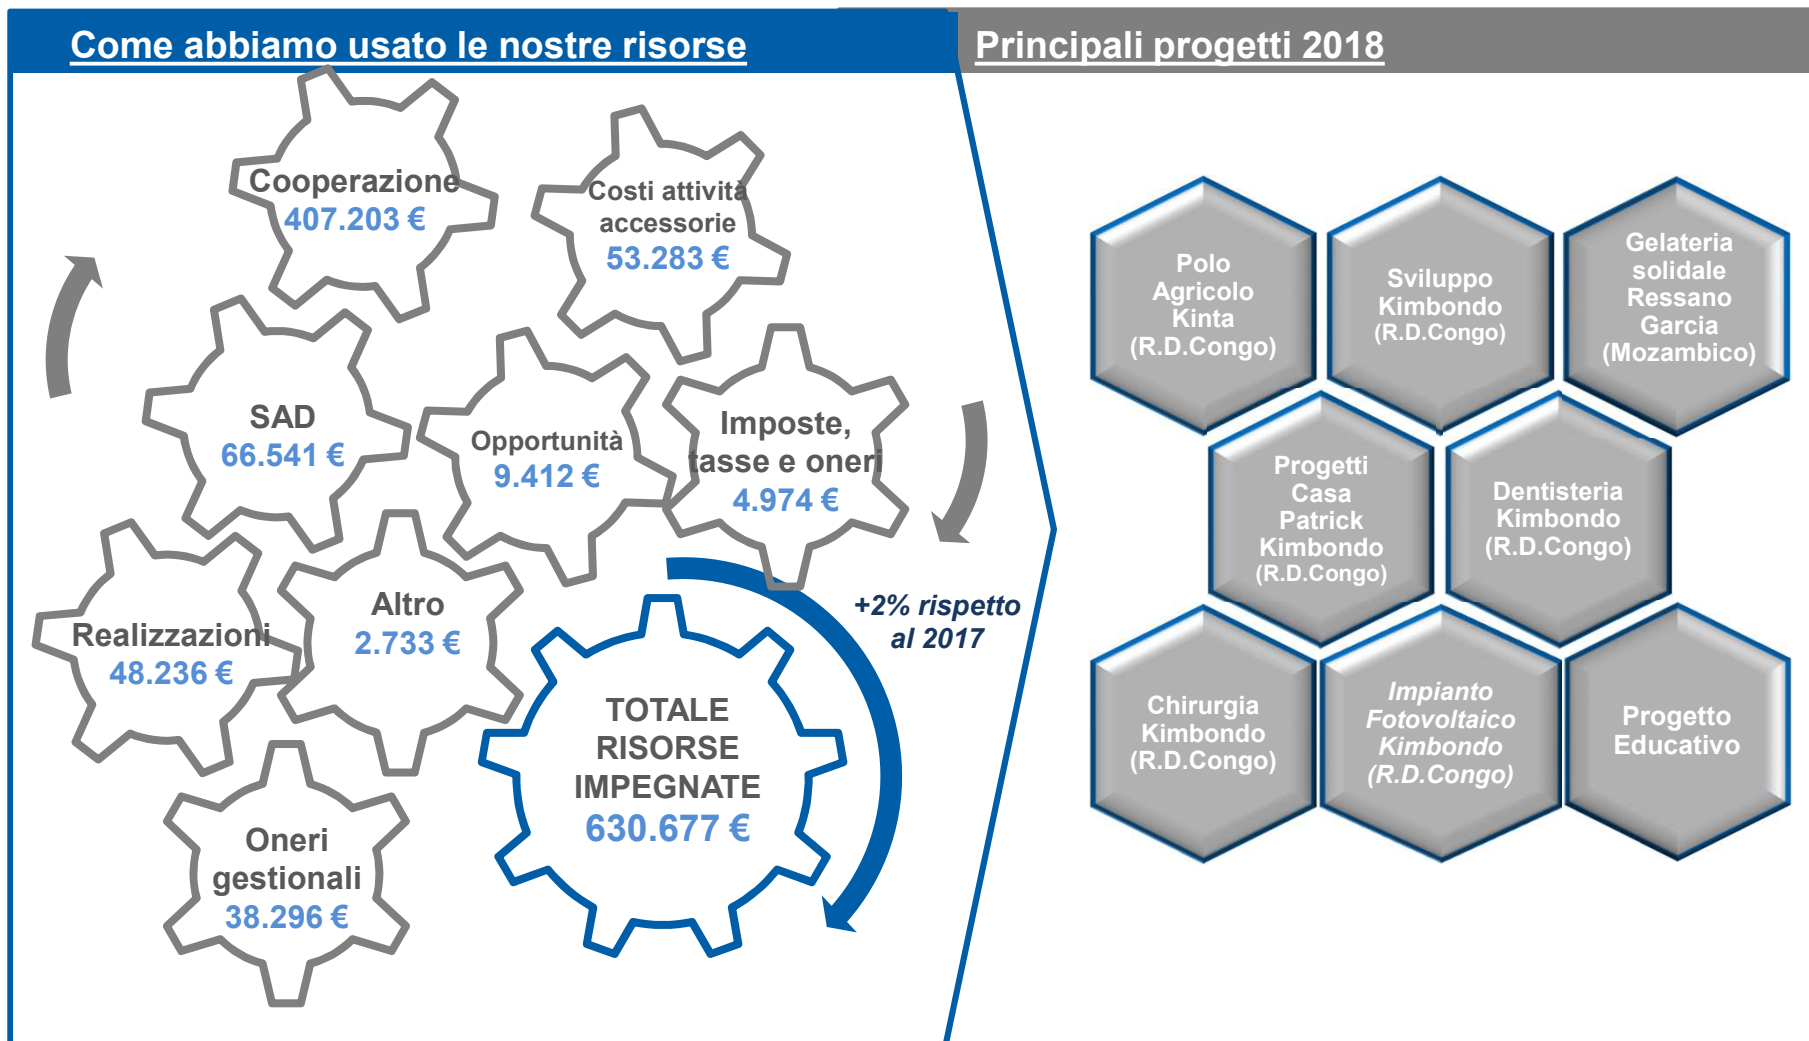 Come abbiamo usato le nostre risorse
Cooperazione
407.203 €
Costi attività
accessorie
53.283 €
SAD
66.541 €
Opportunità
9.412 €
Imposte,
tasse e oneri
4.974 €
Realizzazioni
48.236 €
Altro
2.733 €
+2% rispetto
al 2017
TOTALE
RISORSE
IMPEGNATE
630.677 €
Oneri
gestionali
38.296 €
Principali progetti 2018
Polo
Agricolo
Kinta
(R.D.Congo)
Sviluppo
Kimbondo
(R.D.Congo)
Gelateria
solidale
Ressano
Garcia
(Mozambico)
Progetti
Casa
Patrick
Kimbondo
(R.D.Congo)
Dentisteria
Kimbondo
(R.D.Congo)
Chirurgia
Kimbondo
(R.D.Congo)
Impianto
Fotovoltaico
Kimbondo
(R.D.Congo)
Progetto
Educativo